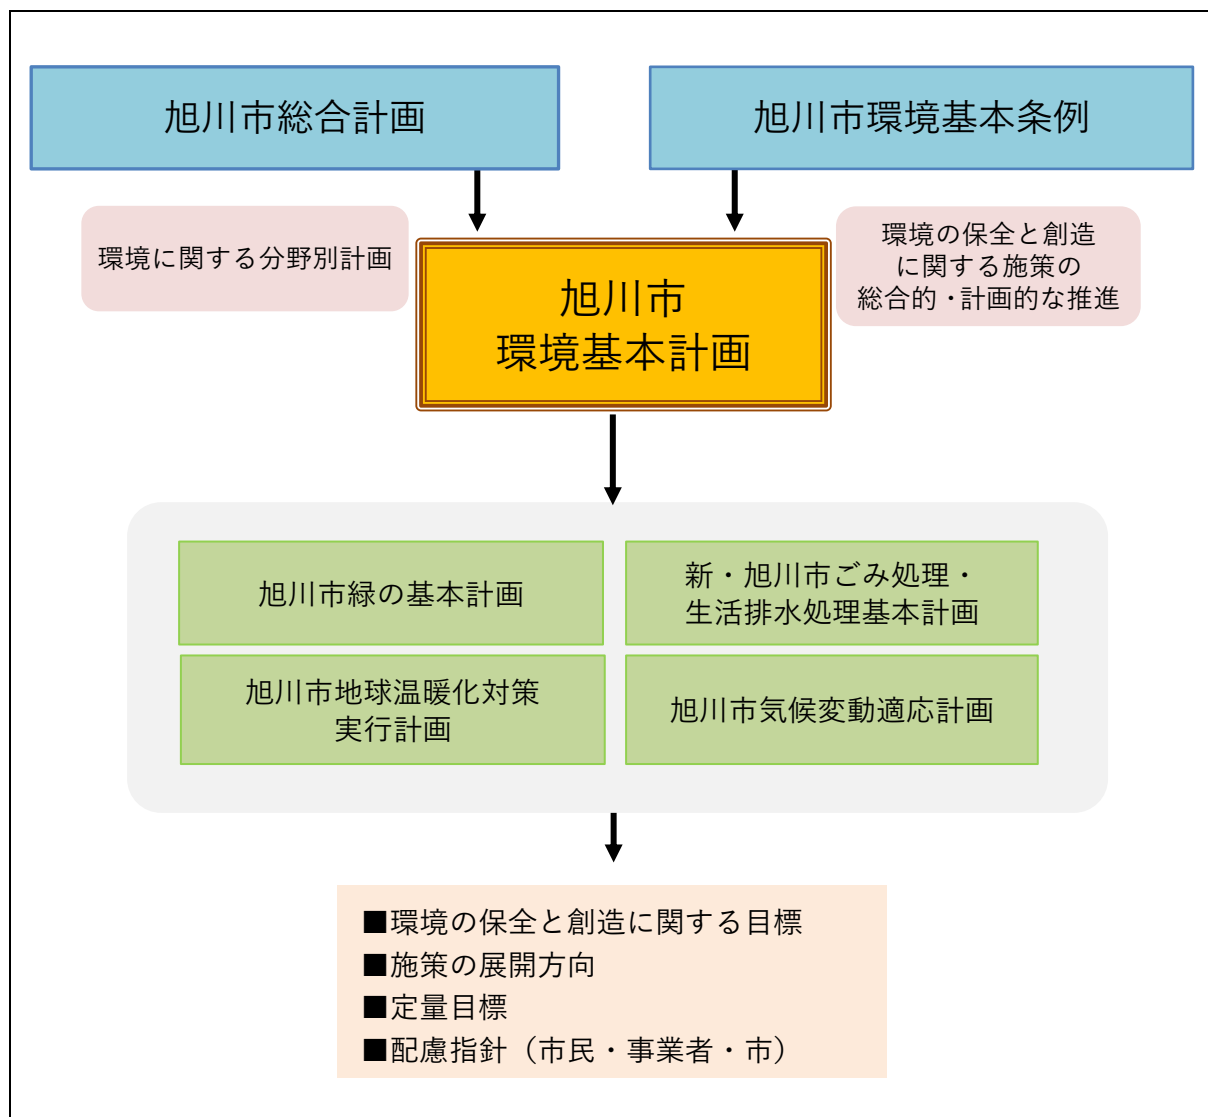 旭川市総合計画
旭川市環境基本条例
環境に関する分野別計画
環境の保全と創造
に関する施策の
総合的・計画的な推進
旭川市
環境基本計画
旭川市緑の基本計画
新・旭川市ごみ処理・
生活排水処理基本計画
旭川市地球温暖化対策
実行計画
旭川市気候変動適応計画
■環境の保全と創造に関する目標
■施策の展開方向
■定量目標
■配慮指針（市民・事業者・市）